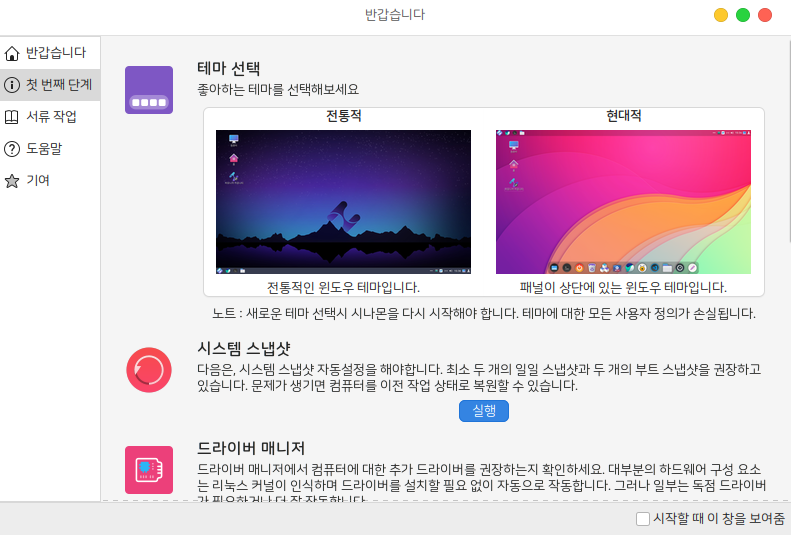 반갑습니다
반갑습니다
첫 번째 단계
서류 작업
도움말
기여
테마 선택
좋아하는 테마를 선택해보세요
전통적
현대적
전통적인 윈도우 테마입니다.
패널이 상단에 있는 윈도우 테마입니다.
노트 : 새로운 테마 선택시 시나몬을 다시 시작해야 합니다. 테마에 대한 모든 사용자 정의가 손실됩니다.
시스템 스냅샷
다음은, 시스템 스냅샷 자동설정을 해야합니다. 최소 두 개의 일일 스냅샷과 두 개의 부트 스냅샷을 권장하고
있습니다. 문제가 생기면 컴퓨터를 이전 작업 상태로 복원할 수 있습니다.
실행
드라이버 매니저
드라이버 매니저에서 컴퓨터에 대한 추가 드라이버를 권장하는지 확인하세요. 대부분의 하드웨어 구성 요소
는 리눅스 커널이 인식하며 드라이버를 설치할 필요 없이 자동으로 작동합니다. 그러나 일부는 독점 드라이버
가 필요하거나 더 잘 작동합니다.
시작할 때 이 창을 보여줌